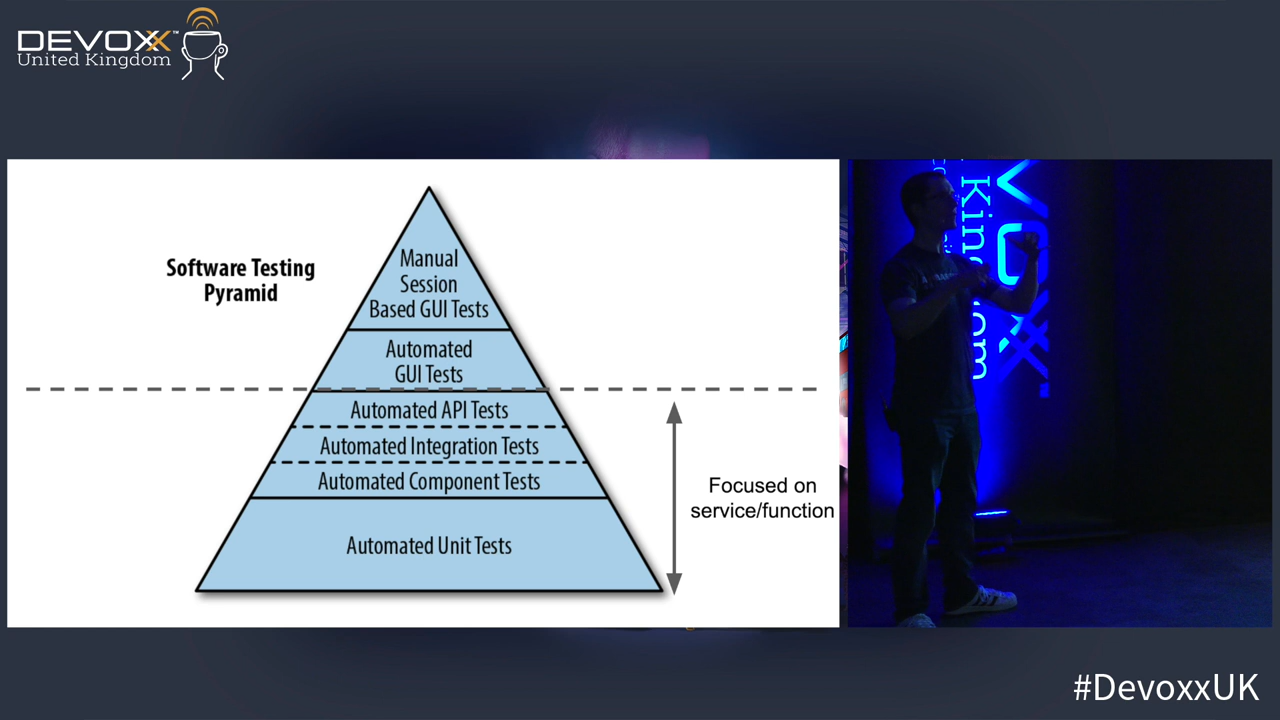 DEVOXX™
United Kingdom
Software Testing
Pyramid
Manual
Session
Based GUI Tests
Automated
GUI Tests
Automated API Tests
Automated Integration Tests
Automated Component Tests
Automated Unit Tests
Focused on
service/function
#DevoxxUK